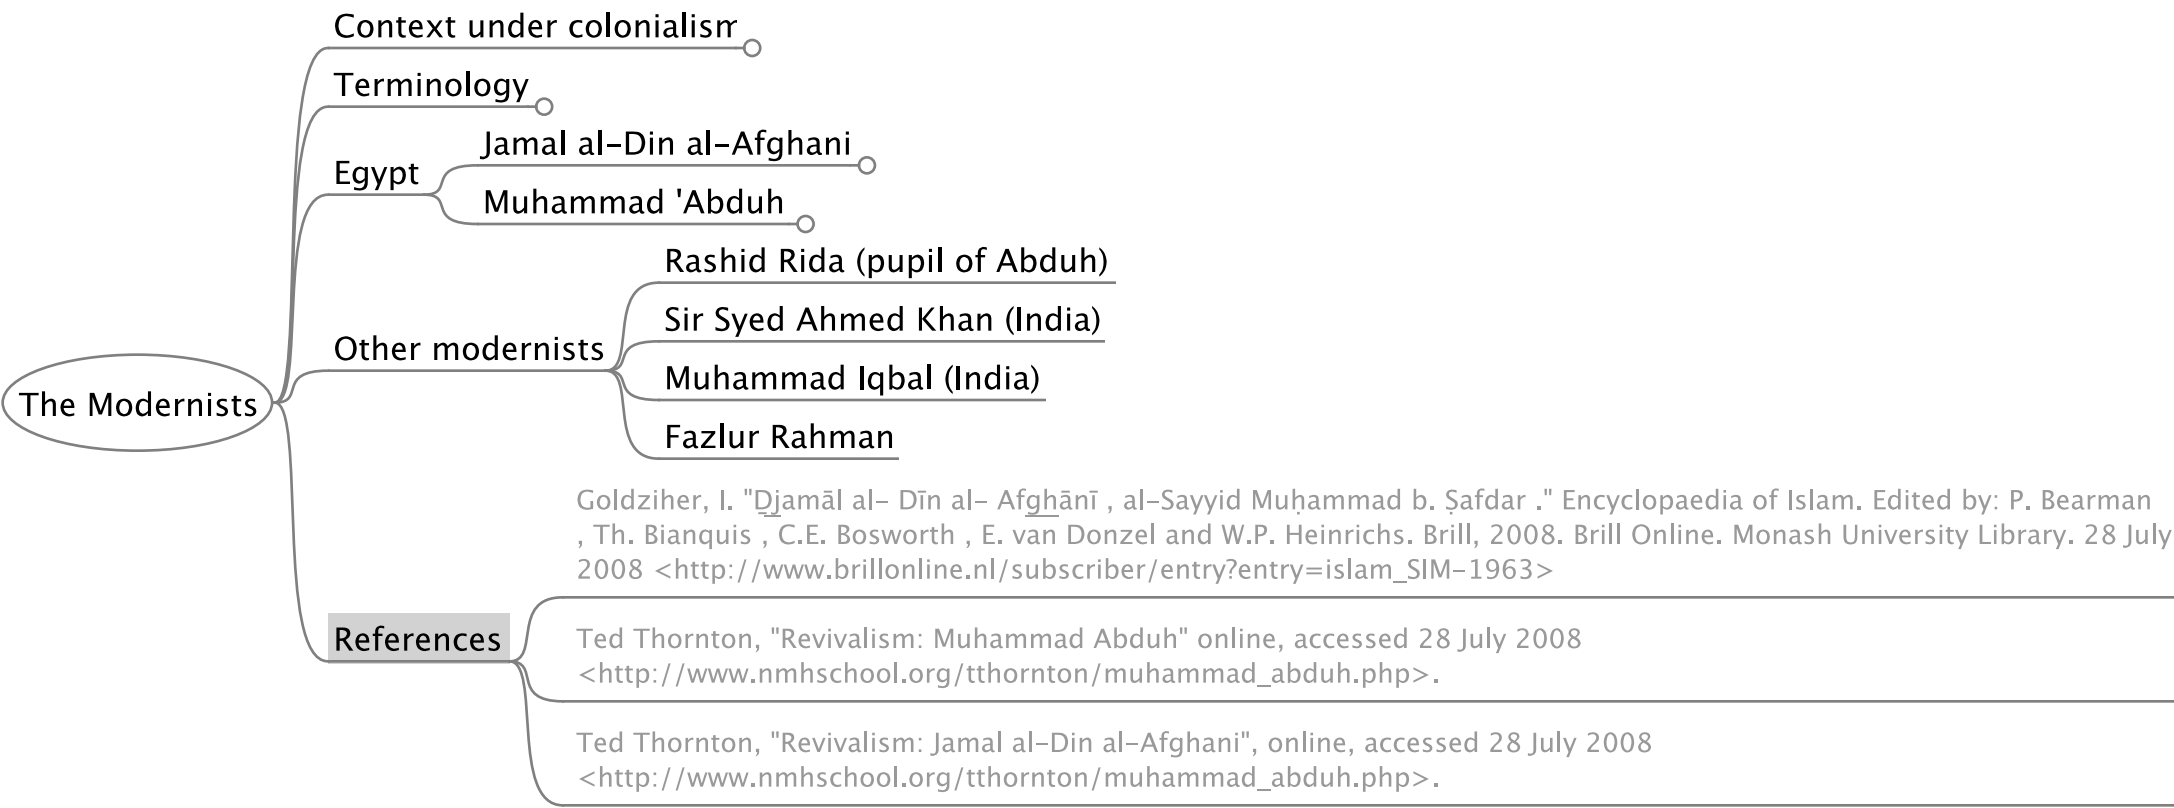 Context under colonialism
Terminology
Egypt
Jamal al-Din al-Afghani
Muhammad 'Abduh
Other modernists
Rashid Rida (pupil of Abduh)
Sir Syed Ahmed Khan (India)
Muhammad Iqbal (India)
Fazlur Rahman
The Modernists
References
Goldziher, I. "Djamāl al- Dīn al- Afghānī , al-Sayyid Muḥammad b. Ṣafdar ." Encyclopaedia of Islam. Edited by: P. Bearman
, Th. Bianquis , C.E. Bosworth , E. van Donzel and W.P. Heinrichs. Brill, 2008. Brill Online. Monash University Library. 28 July
2008 <http://www.brillonline.nl/subscriber/entry?entry=islam_SIM-1963>
Ted Thornton, "Revivalism: Muhammad Abduh" online, accessed 28 July 2008
<http://www.nmhschool.org/tthornton/muhammad_abduh.php>.
Ted Thornton, "Revivalism: Jamal al-Din al-Afghani", online, accessed 28 July 2008
<http://www.nmhschool.org/tthornton/muhammad_abduh.php>.